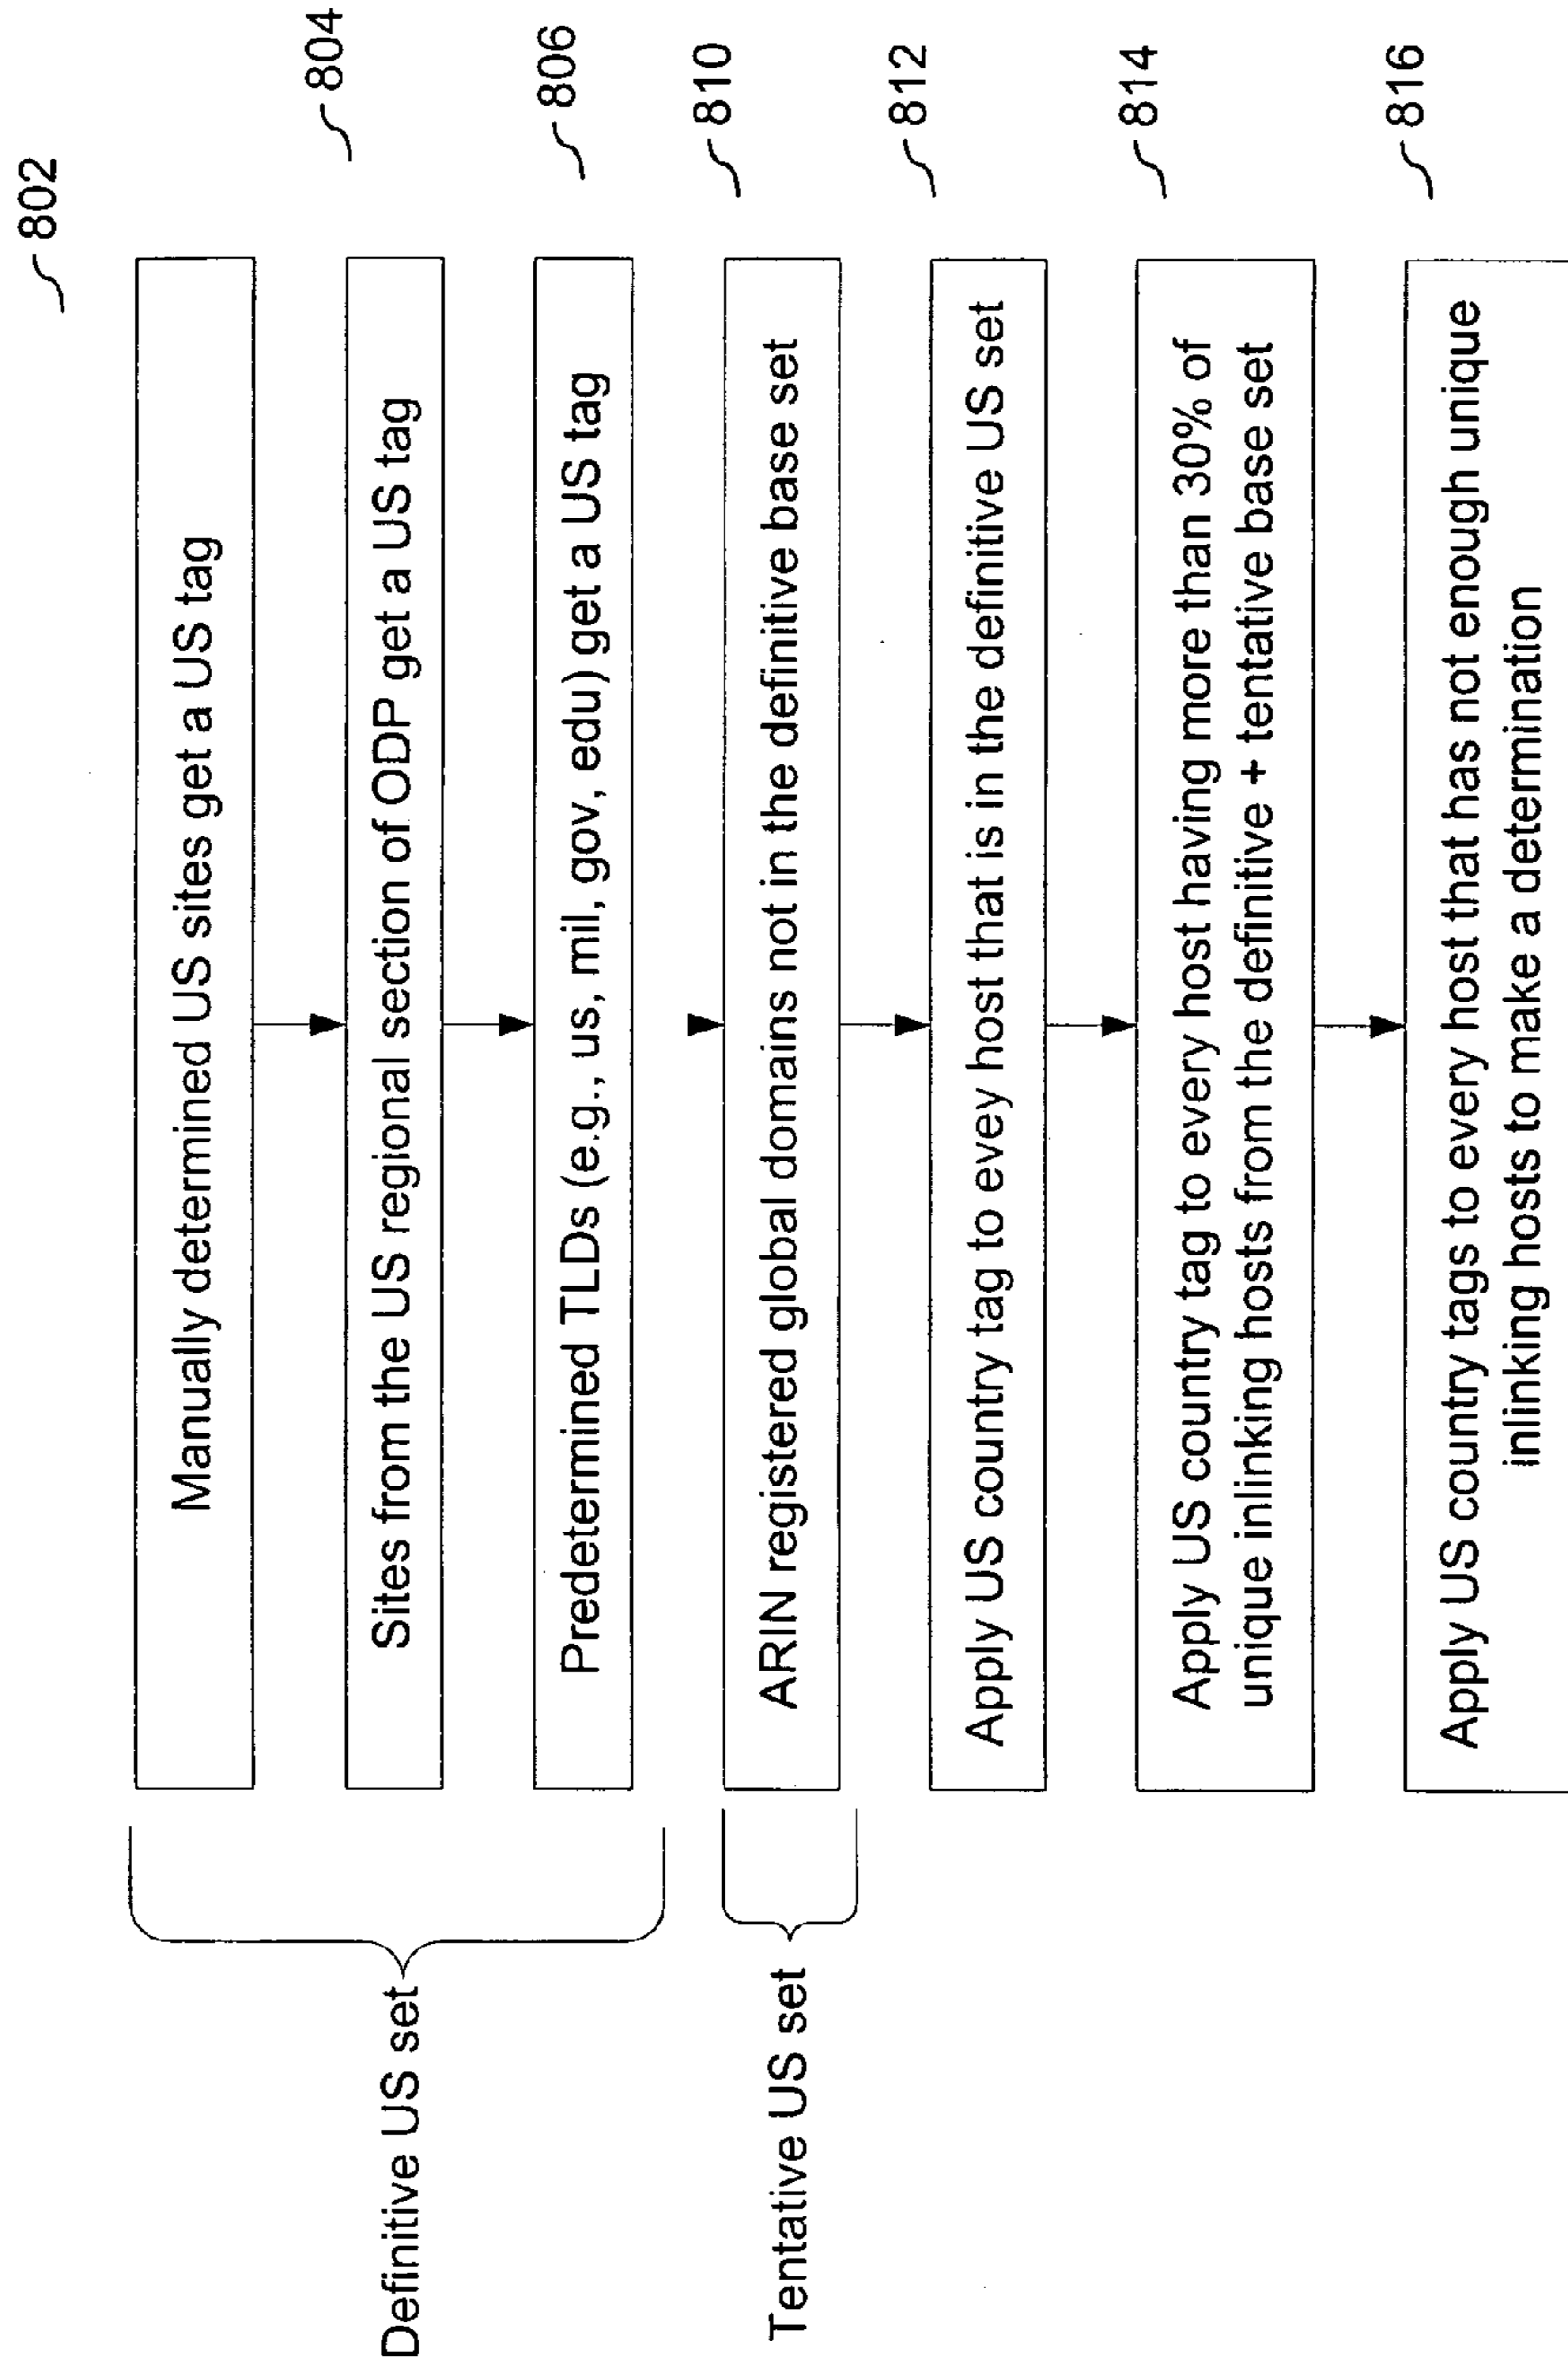 802
Manually determined US sites get a US tag
804
Sites from the US regional section of ODP get a US tag
806
Predetermined TLDs (e.g., us, mil, gov, edu) get a US tag
Definitive US set
810
ARIN registered global domains not in the definitive base set
Tentative US set
812
Apply US country tag to evey host that is in the definitive US set
814
Apply US country tag to every host having more than 30% of
unique inlinking hosts from the definitive + tentative base set
816
Apply US country tags to every host that has not enough unique
inlinking hosts to make a determination